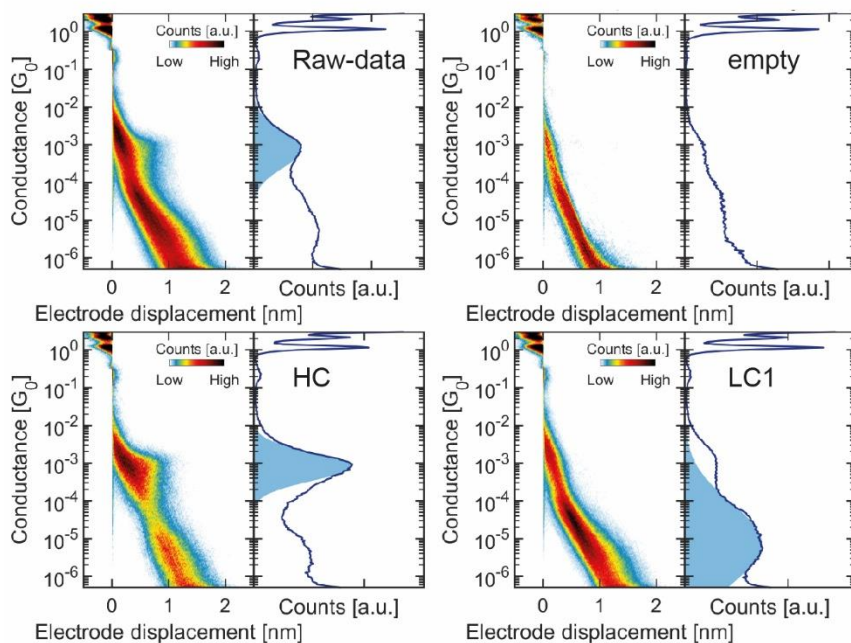 Conductance [G0]
10^0
10^-1
10^-2
10^-3
10^-4
10^-5
10^-6
Counts [a.u.]
Low High
Raw-data
0 1 2
Electrode displacement [nm]
Counts [a.u.]
Conductance [G0]
10^0
10^-1
10^-2
10^-3
10^-4
10^-5
10^-6
Counts [a.u.]
Low High
empty
0 1 2
Electrode displacement [nm]
Counts [a.u.]
Conductance [G0]
10^0
10^-1
10^-2
10^-3
10^-4
10^-5
10^-6
Counts [a.u.]
Low High
HC
0 1 2
Electrode displacement [nm]
Counts [a.u.]
Conductance [G0]
10^0
10^-1
10^-2
10^-3
10^-4
10^-5
10^-6
Counts [a.u.]
Low High
LC1
0 1 2
Electrode displacement [nm]
Counts [a.u.]